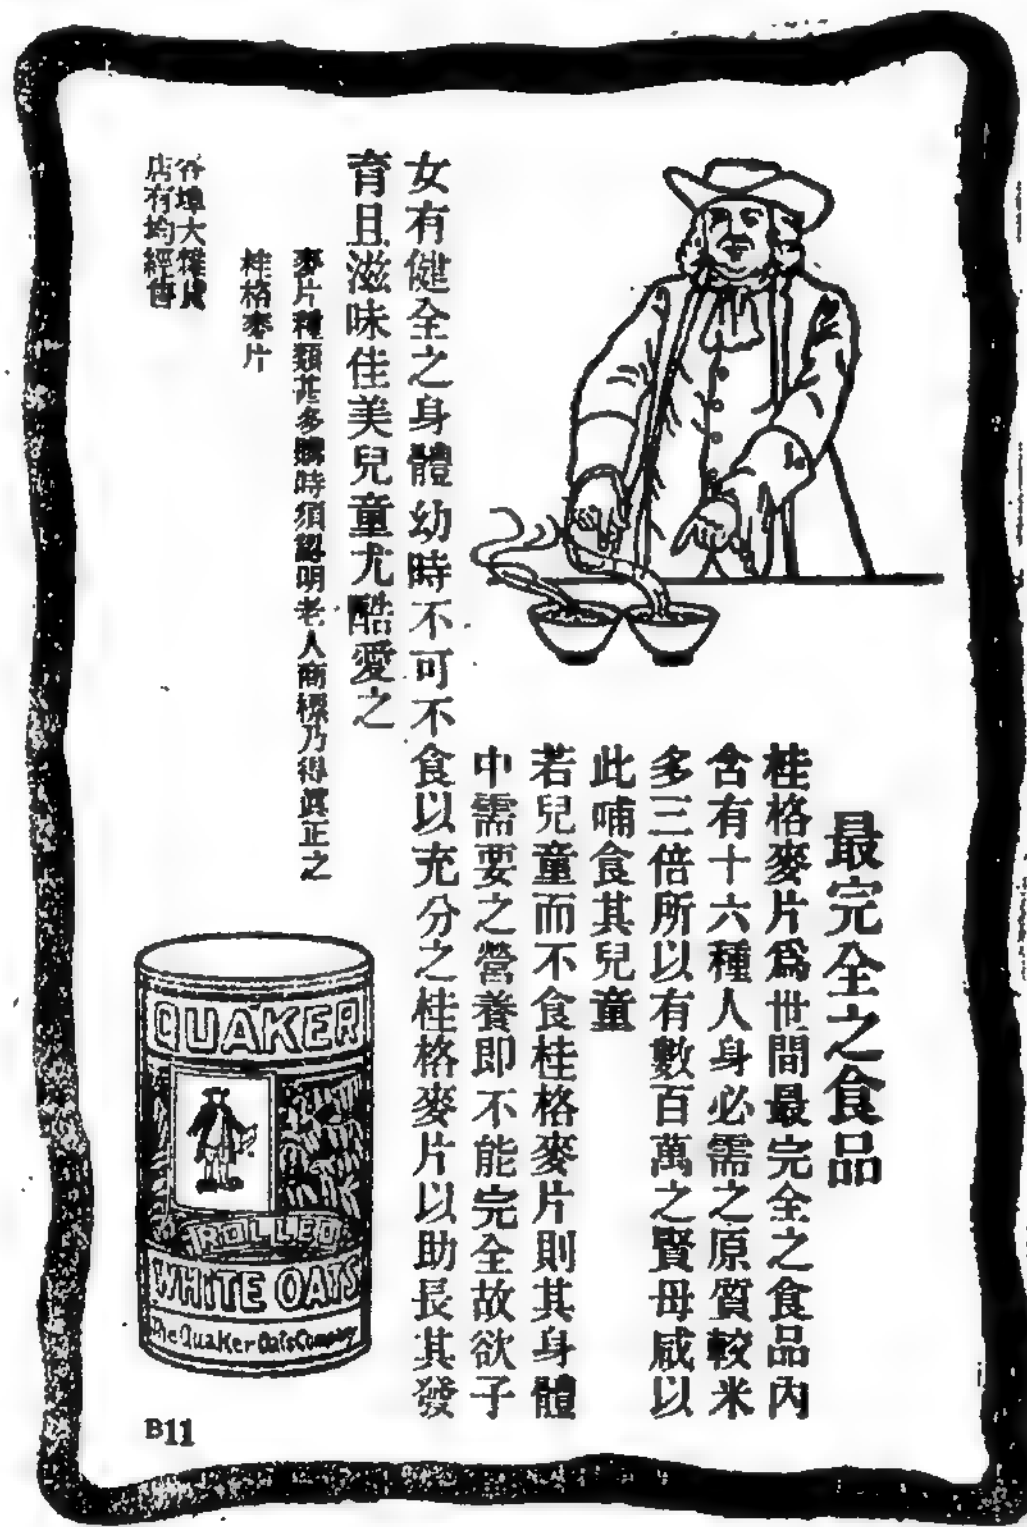 最完全之食品
桂格麥片爲世間最完全之食品內
含有十六種人身必需之原質較米
多三倍所以有數百萬之賢母咸以
此哺食其兒童
若兒童而不食桂格麥片則其身體
中需要之營養即不能完全故欲子
女有健全之身體幼時不可不食以充分之桂格麥片以助長其發
育且滋味佳美兒童尤酷愛之
麥片種類甚多購時須認明老人商標乃得眞正之
桂格麥片
各埠大雜貨
店有均經售
QUAKER
ROLLED
WHITE OATS
The Quaker Oats Company
B11